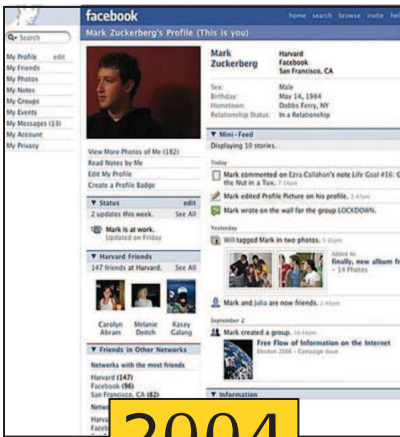 facebook
home search browse invite
Search
Mark Zuckerberg's Profile (This is you)
My Profile edit
My Friends
My Photos
My Notes
My Groups
My Events
My Messages (13)
My Account
My Privacy
View More Photos of Me (182)
Read Notes by Me
Edit My Profile
Create a Profile Badge
▼ Status edit
2 updates this week. See All
Mark is at work.
Updated on Friday
▼ Harvard Friends
147 friends at Harvard. See All
Carolyn Abram
Melanie Deitch
Kasey Galang
▼ Friends in Other Networks
Networks with the most friends
Harvard (147)
Facebook (96)
San Francisco, CA (82)
Mark Zuckerberg
Harvard
Facebook
San Francisco, CA
Sex: Male
Birthday: May 14, 1984
Hometown: Dobbs Ferry, NY
Relationship Status: In a Relationship
▼ Mini-Feed
Displaying 10 stories.
Today
Mark commented on Ezra Callahan's note Life Goal #16:
the Nut in a Tux.
Mark edited Profile Picture on his profile.
Mark wrote on the wall for the group LOCKDOWN.
Yesterday
Will tagged Mark in two photos.
Added to:
finally, new album
- 14 Photos
Mark and Julia are now friends.
September 2
Mark created a group.
Free Flow of Information on the Internet
Election 2006 - Campaign Issue
▼ Information
2004